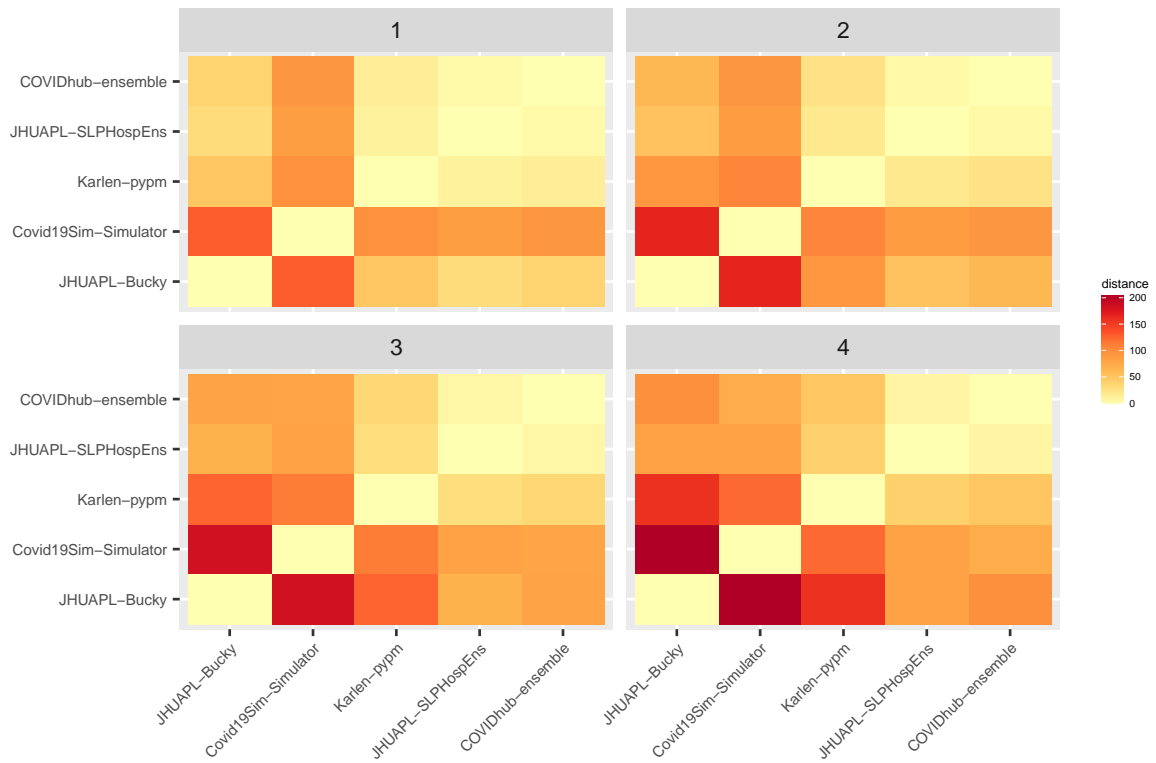 1
2
COVIDhub−ensemble
JHUAPL−SLPHospEns
Karlen−pypm
Covid19Sim−Simulator
JHUAPL−Bucky
3
4
COVIDhub−ensemble
JHUAPL−SLPHospEns
Karlen−pypm
Covid19Sim−Simulator
JHUAPL−Bucky
JHUAPL−Bucky
Covid19Sim−Simulator
Karlen−pypm
JHUAPL−SLPHospEns
COVIDhub−ensemble
JHUAPL−Bucky
Covid19Sim−Simulator
Karlen−pypm
JHUAPL−SLPHospEns
COVIDhub−ensemble
distance
200
150
100
50
0